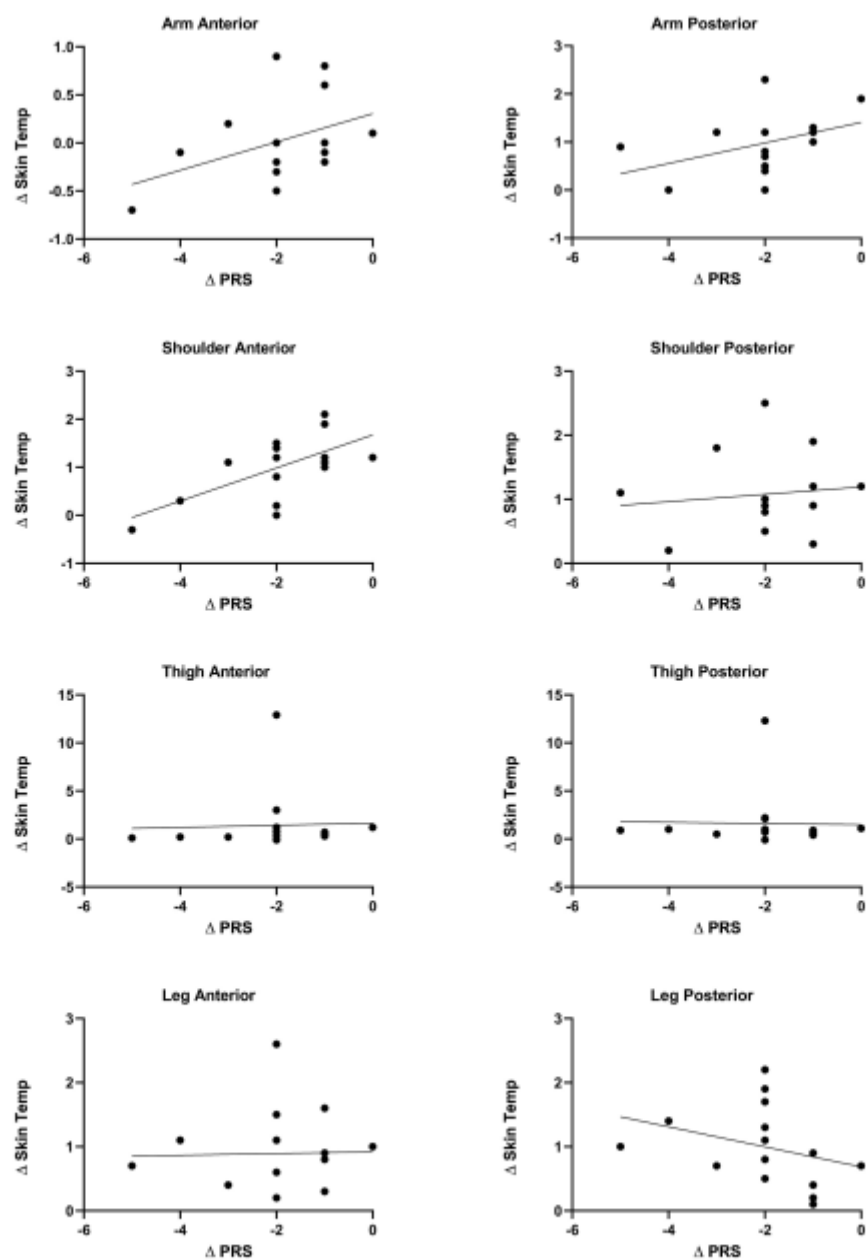 Arm Anterior
1.0
0.5
0.0
-0.5
-1.0
Δ Skin Temp
-6 -4 -2 0
Δ PRS
Arm Posterior
3
2
1
0
-1
Δ Skin Temp
-6 -4 -2 0
Δ PRS
Shoulder Anterior
3
2
1
0
-1
Δ Skin Temp
-6 -4 -2 0
Δ PRS
Shoulder Posterior
3
2
1
0
Δ Skin Temp
-6 -4 -2 0
Δ PRS
Thigh Anterior
15
10
5
0
-5
Δ Skin Temp
-6 -4 -2 0
Δ PRS
Thigh Posterior
15
10
5
0
-5
Δ Skin Temp
-6 -4 -2 0
Δ PRS
Leg Anterior
3
2
1
0
Δ Skin Temp
-6 -4 -2 0
Δ PRS
Leg Posterior
3
2
1
0
Δ Skin Temp
-6 -4 -2 0
Δ PRS